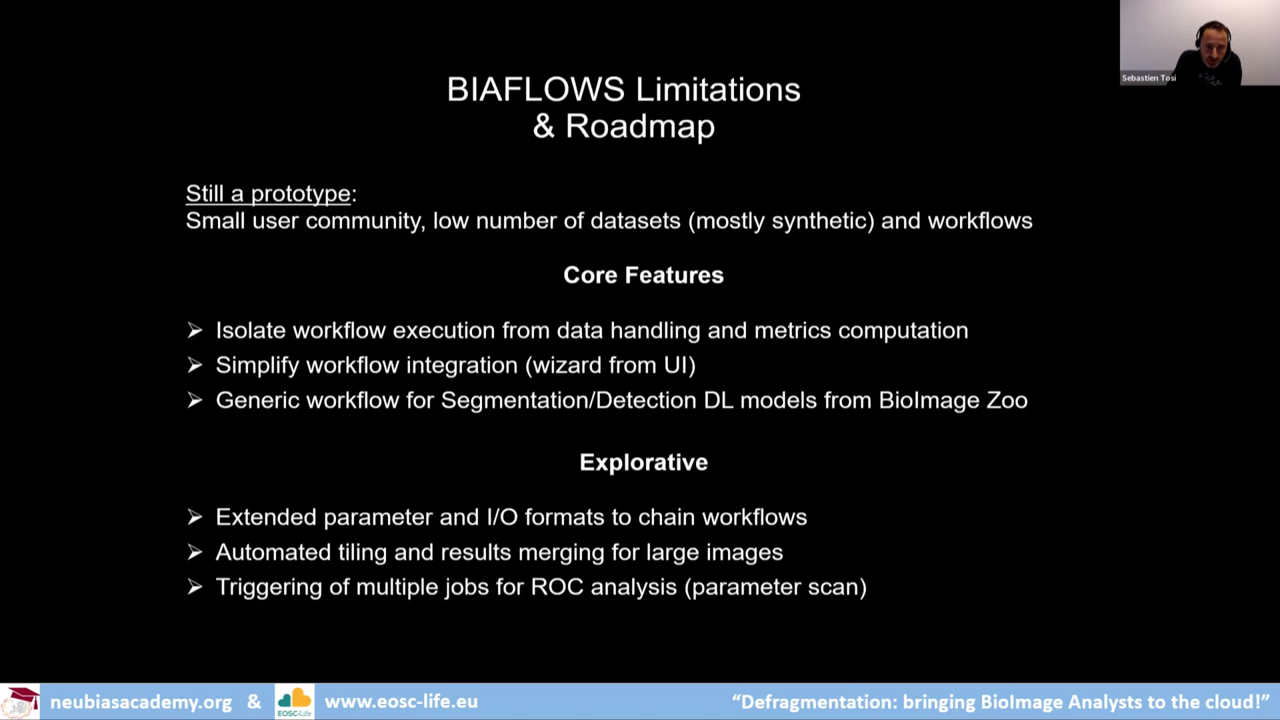 Sebastien Tosi
BIAFLOWS Limitations
& Roadmap
Still a prototype:
Small user community, low number of datasets (mostly synthetic) and workflows
Core Features
➢ Isolate workflow execution from data handling and metrics computation
➢ Simplify workflow integration (wizard from UI)
➢ Generic workflow for Segmentation/Detection DL models from BioImage Zoo
Explorative
➢ Extended parameter and I/O formats to chain workflows
➢ Automated tiling and results merging for large images
➢ Triggering of multiple jobs for ROC analysis (parameter scan)
neubiasacademy.org & EOSC-Life www.eosc-life.eu “Defragmentation: bringing BioImage Analysts to the cloud!”